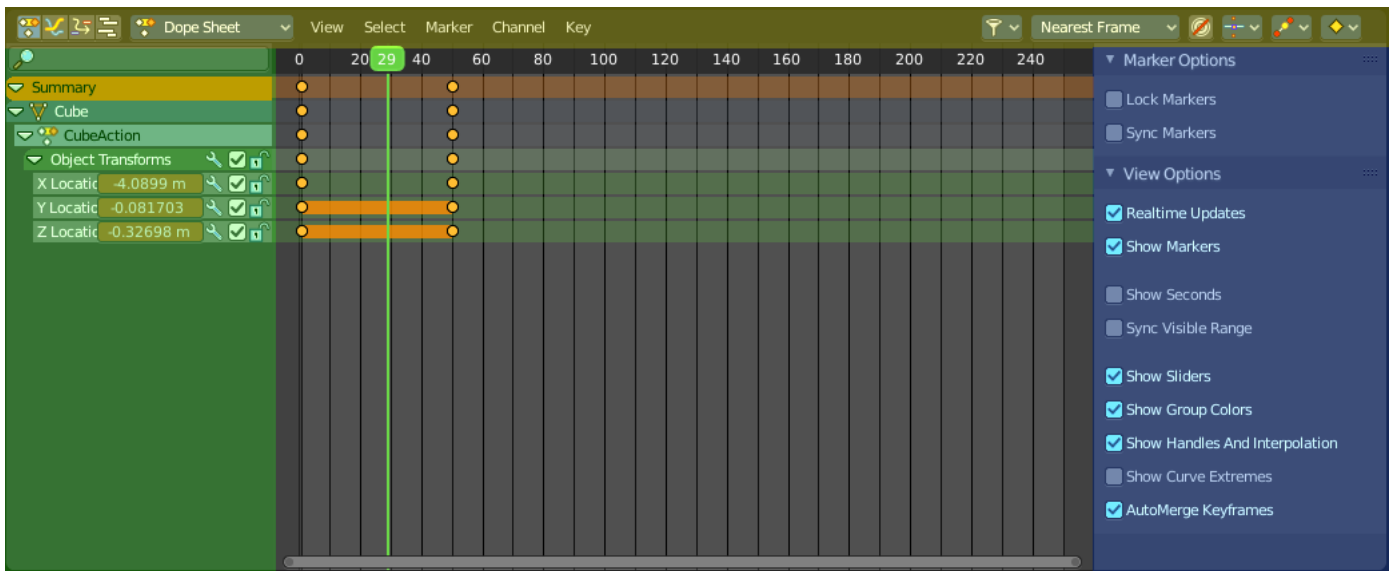 Dope Sheet View Select Marker Channel Key Nearest Frame
0 20 29 40 60 80 100 120 140 160 180 200 220 240
Summary
Cube
CubeAction
Object Transforms
X Locatio -4.0899 m
Y Locatio -0.081703
Z Locatio -0.32698 m
Marker Options
Lock Markers
Sync Markers
View Options
Realtime Updates
Show Markers
Show Seconds
Sync Visible Range
Show Sliders
Show Group Colors
Show Handles And Interpolation
Show Curve Extremes
AutoMerge Keyframes